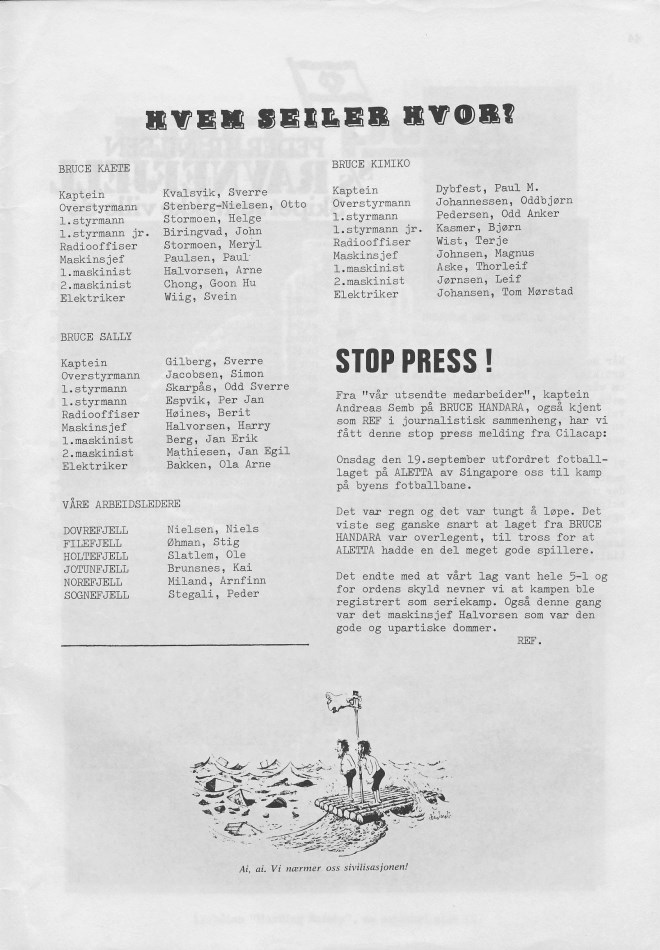 HVEM SEILER HVOR?
BRUCE KAETE
Kaptein Kvalsvik, Sverre
Overstyrmann Stenberg-Nielsen, Otto
1.styrmann Stormoen, Helge
1.styrmann jr. Biringvad, John
Radiooffiser Stormoen, Meryl
Maskinsjef Paulsen, Paul
1.maskinist Halvorsen, Arne
2.maskinist Chong, Goon Hu
Elektriker Wiig, Svein
BRUCE SALLY
Kaptein Gilberg, Sverre
Overstyrmann Jacobsen, Simon
1.styrmann Skarpås, Odd Sverre
1.styrmann Espvik, Per Jan
Radiooffiser Høines, Berit
Maskinsjef Halvorsen, Harry
1.maskinist Berg, Jan Erik
2.maskinist Mathiesen, Jan Egil
Elektriker Bakken, Ola Arne
VÅRE ARBEIDSLEDERE
DOVREFJELL Nielsen, Niels
FILEFJELL Øhman, Stig
HOLTEFJELL Slatlem, Ole
JOTUNFJELL Brunsnes, Kai
NOREFJELL Miland, Arnfinn
SOGNEFJELL Stegali, Peder
BRUCE KIMIKO
Kaptein Dybfest, Paul M.
Overstyrmann Johannessen, Oddbjørn
1.styrmann Pedersen, Odd Anker
1.styrmann jr. Kasmer, Bjørn
Radiooffiser Wist, Terje
Maskinsjef Johnsen, Magnus
1.maskinist Aske, Thorleif
2.maskinist Jørnsen, Leif
Elektriker Johansen, Tom Mørstad
STOP PRESS !
Fra "vår utsendte medarbeider", kaptein
Andreas Semb på BRUCE HANDARA, også kjent
som REF i journalistisk sammenheng, har vi
fått denne stop press melding fra Cilacap:
Onsdag den 19.september utfordret fotball-
laget på ALETTA av Singapore oss til kamp
på byens fotballbane.
Det var regn og det var tungt å løpe. Det
viste seg ganske snart at laget fra BRUCE
HANDARA var overlegent, til tross for at
ALETTA hadde en del meget gode spillere.
Det endte med at vårt lag vant hele 5-1 og
for ordens skyld nevner vi at kampen ble
registrert som seriekamp. Også denne gang
var det maskinsjef Halvorsen som var den
gode og upartiske dommer.
REF.
Ai, ai. Vi nærmer oss sivilisasjonen!